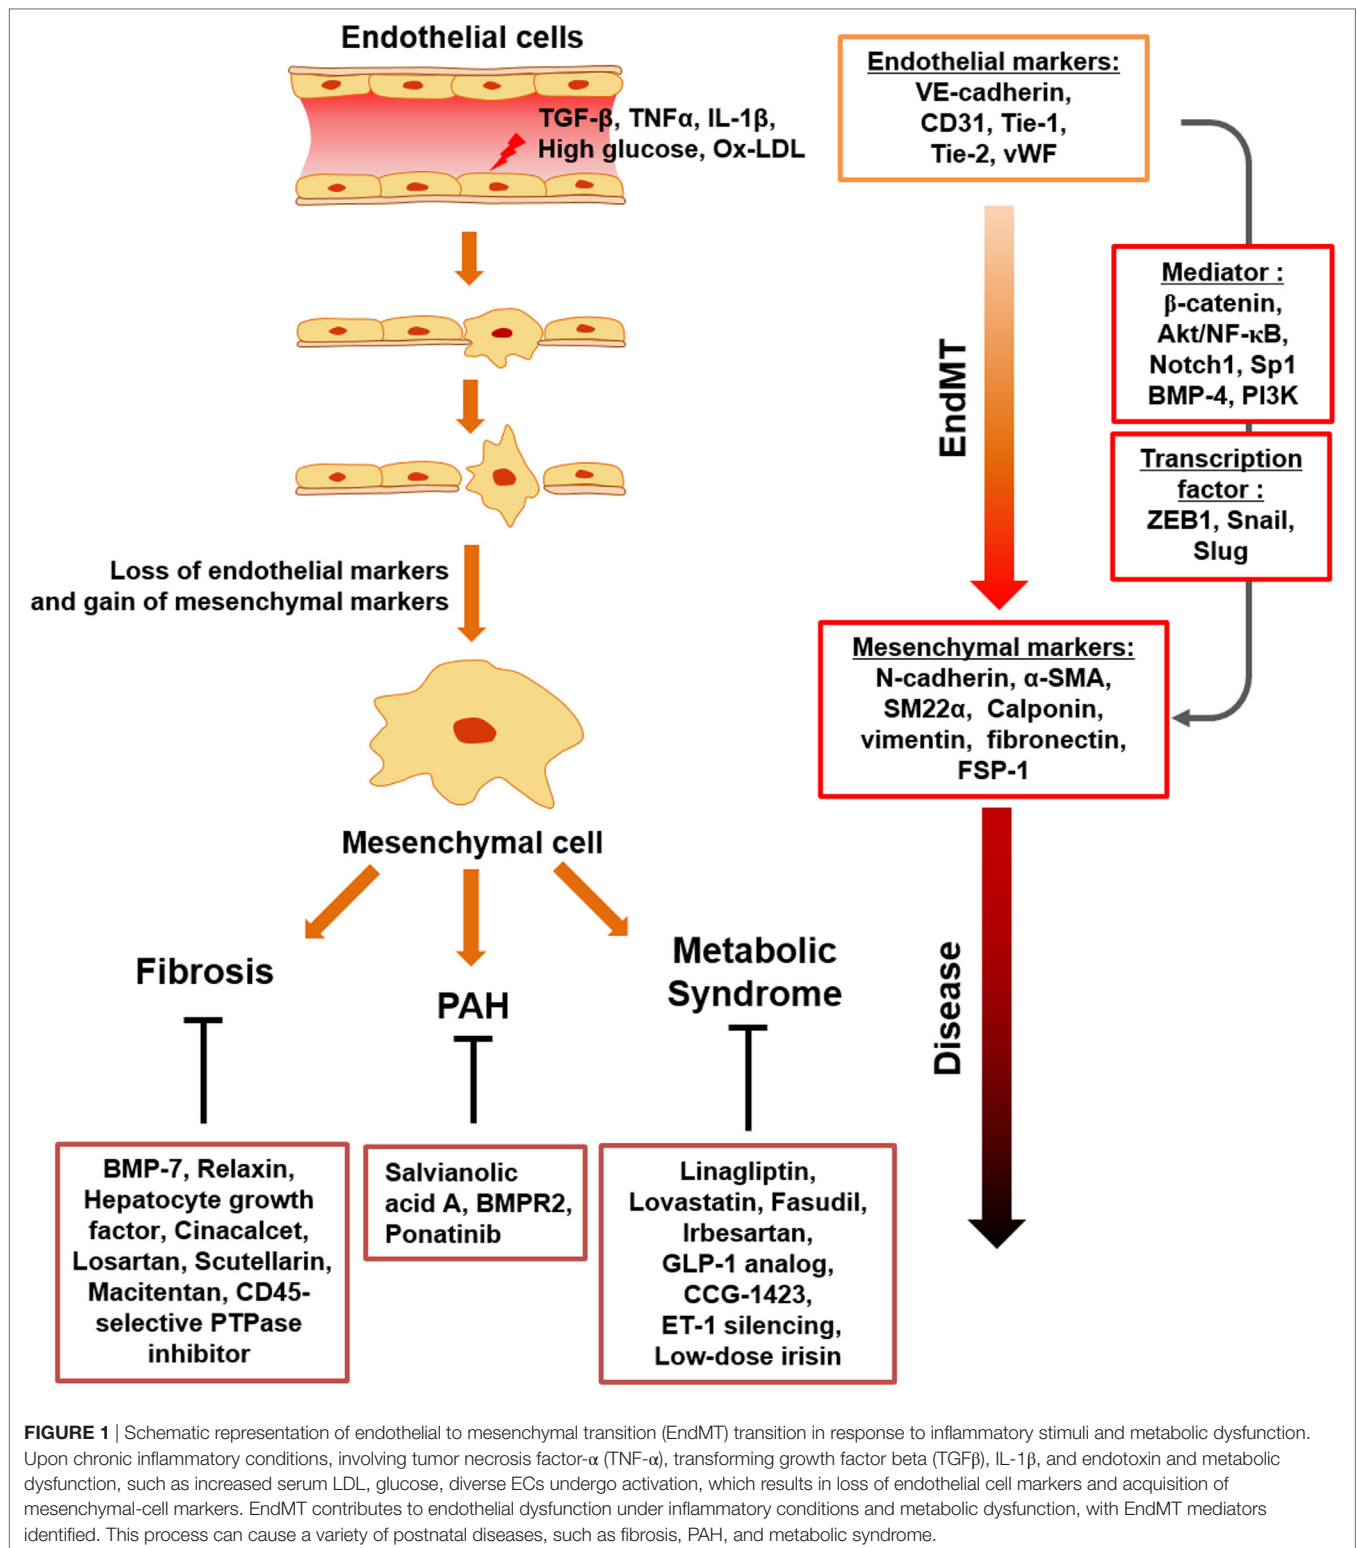 Endothelial cells
TGF-β, TNFα, IL-1β,
High glucose, Ox-LDL
Loss of endothelial markers
and gain of mesenchymal markers
Mesenchymal cell
Fibrosis
PAH
Metabolic
Syndrome
BMP-7, Relaxin,
Hepatocyte growth
factor, Cinacalcet,
Losartan, Scutellarin,
Macitentan, CD45-
selective PTPase
inhibitor
Salvianolic
acid A, BMPR2,
Ponatinib
Linagliptin,
Lovastatin, Fasudil,
Irbesartan,
GLP-1 analog,
CCG-1423,
ET-1 silencing,
Low-dose irisin
Endothelial markers:
VE-cadherin,
CD31, Tie-1,
Tie-2, vWF
EndMT
Mediator :
β-catenin,
Akt/NF-κB,
Notch1, Sp1
BMP-4, PI3K
Transcription
factor :
ZEB1, Snail,
Slug
Mesenchymal markers:
N-cadherin, α-SMA,
SM22α, Calponin,
vimentin, fibronectin,
FSP-1
Disease
FIGURE 1 | Schematic representation of endothelial to mesenchymal transition (EndMT) transition in response to inflammatory stimuli and metabolic dysfunction.
Upon chronic inflammatory conditions, involving tumor necrosis factor-α (TNF-α), transforming growth factor beta (TGFβ), IL-1β, and endotoxin and metabolic
dysfunction, such as increased serum LDL, glucose, diverse ECs undergo activation, which results in loss of endothelial cell markers and acquisition of
mesenchymal-cell markers. EndMT contributes to endothelial dysfunction under inflammatory conditions and metabolic dysfunction, with EndMT mediators
identified. This process can cause a variety of postnatal diseases, such as fibrosis, PAH, and metabolic syndrome.